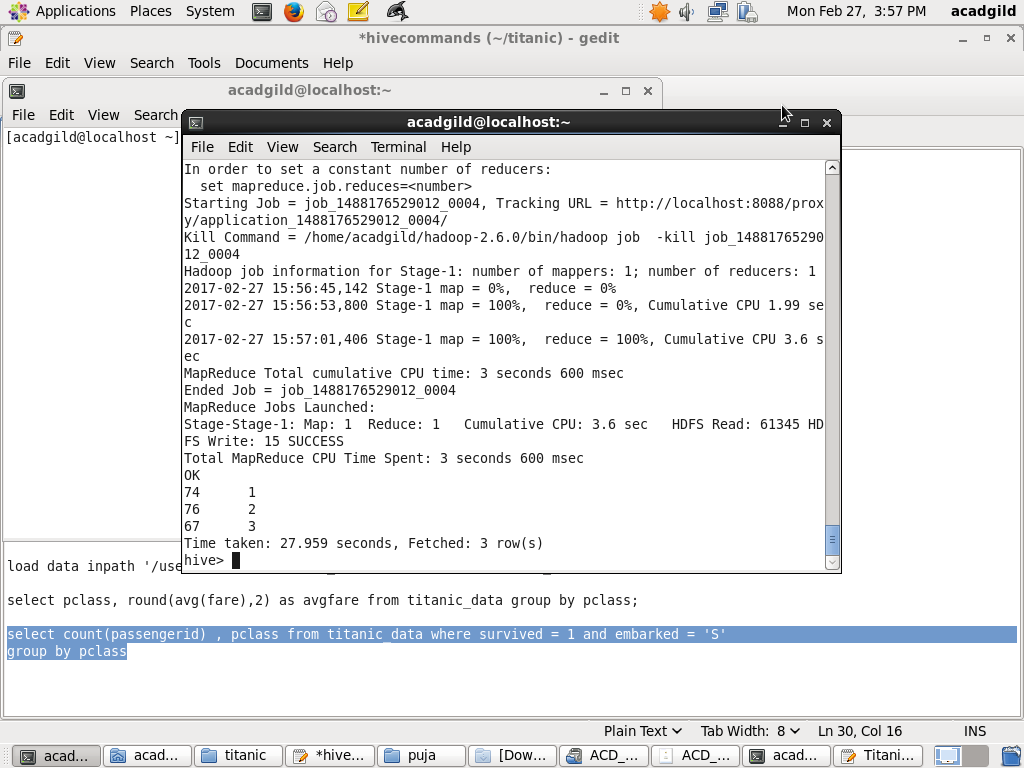 Applications Places System
Mon Feb 27, 3:57 PM acadgild
*hivecommands (~/titanic) - gedit
File Edit View Search Tools Documents Help
acadgild@localhost:~
File Edit View Search
[acadgild@localhost ~]
acadgild@localhost:~
File Edit View Search Terminal Help
In order to set a constant number of reducers:
  set mapreduce.job.reduces=<number>
Starting Job = job_1488176529012_0004, Tracking URL = http://localhost:8088/prox
y/application_1488176529012_0004/
Kill Command = /home/acadgild/hadoop-2.6.0/bin/hadoop job  -kill job_14881765290
12_0004
Hadoop job information for Stage-1: number of mappers: 1; number of reducers: 1
2017-02-27 15:56:45,142 Stage-1 map = 0%,  reduce = 0%
2017-02-27 15:56:53,800 Stage-1 map = 100%,  reduce = 0%, Cumulative CPU 1.99 se
c
2017-02-27 15:57:01,406 Stage-1 map = 100%,  reduce = 100%, Cumulative CPU 3.6 s
ec
MapReduce Total cumulative CPU time: 3 seconds 600 msec
Ended Job = job_1488176529012_0004
MapReduce Jobs Launched:
Stage-Stage-1: Map: 1  Reduce: 1   Cumulative CPU: 3.6 sec   HDFS Read: 61345 HD
FS Write: 15 SUCCESS
Total MapReduce CPU Time Spent: 3 seconds 600 msec
OK
74      1
76      2
67      3
Time taken: 27.959 seconds, Fetched: 3 row(s)
hive>
load data inpath '/use
select pclass, round(avg(fare),2) as avgfare from titanic_data group by pclass;
select count(passengerid) , pclass from titanic_data where survived = 1 and embarked = 'S'
group by pclass
Plain Text Tab Width: 8 Ln 30, Col 16 INS
acad... acad... titanic *hive... puja [Dow... ACD_... ACD_... acad... Titani...